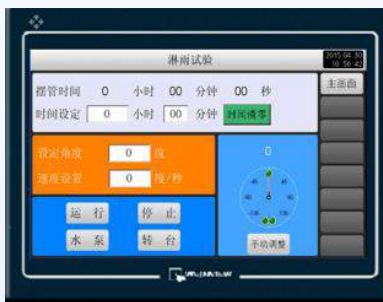 淋雨试验
2015 04 30
10 56 42
主画面
摆管时间 0 小时 00 分钟 00 秒
时间设定 0 小时 00 分钟 时间清零
设定角度 0 度
速度设置 0 度/秒
0
运行 停止
水泵 转台
手动调整